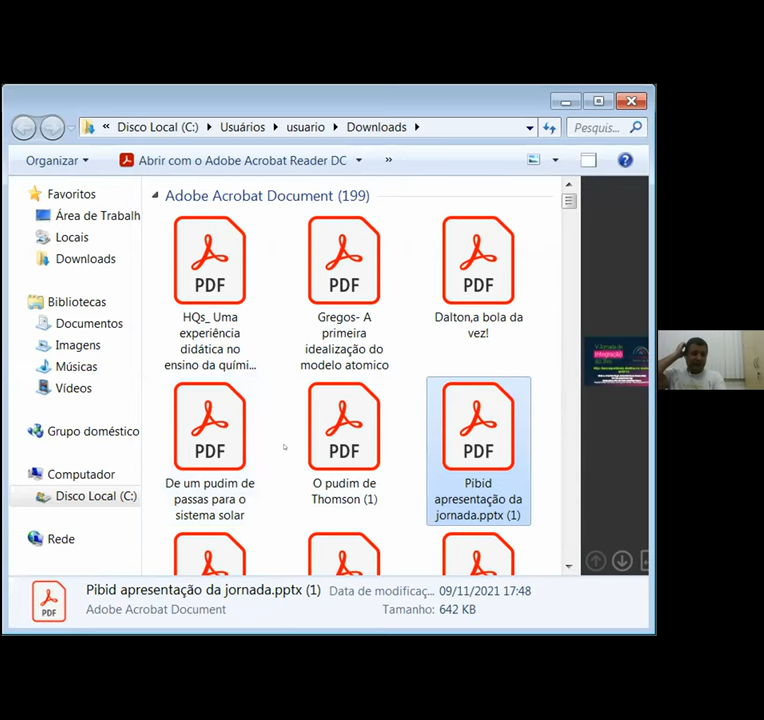 Disco Local (C:) Usuários usuario Downloads
Pesquis...
Organizar Abrir com o Adobe Acrobat Reader DC »
Favoritos
Área de Trabalh
Locais
Downloads
Bibliotecas
Documentos
Imagens
Músicas
Vídeos
Grupo doméstico
Computador
Disco Local (C:)
Rede
Adobe Acrobat Document (199)
PDF
HQs_ Uma
experiência
didática no
ensino da quími...
PDF
Gregos- A
primeira
idealização do
modelo atomico
PDF
Dalton,a bola da
vez!
PDF
De um pudim de
passas para o
sistema solar
PDF
O pudim de
Thomson (1)
PDF
Pibid
apresentação da
jornada.pptx (1)
V Jornada de
Integração
PDF
Pibid apresentação da jornada.pptx (1) Data de modificaç... 09/11/2021 17:48
Adobe Acrobat Document Tamanho: 642 KB